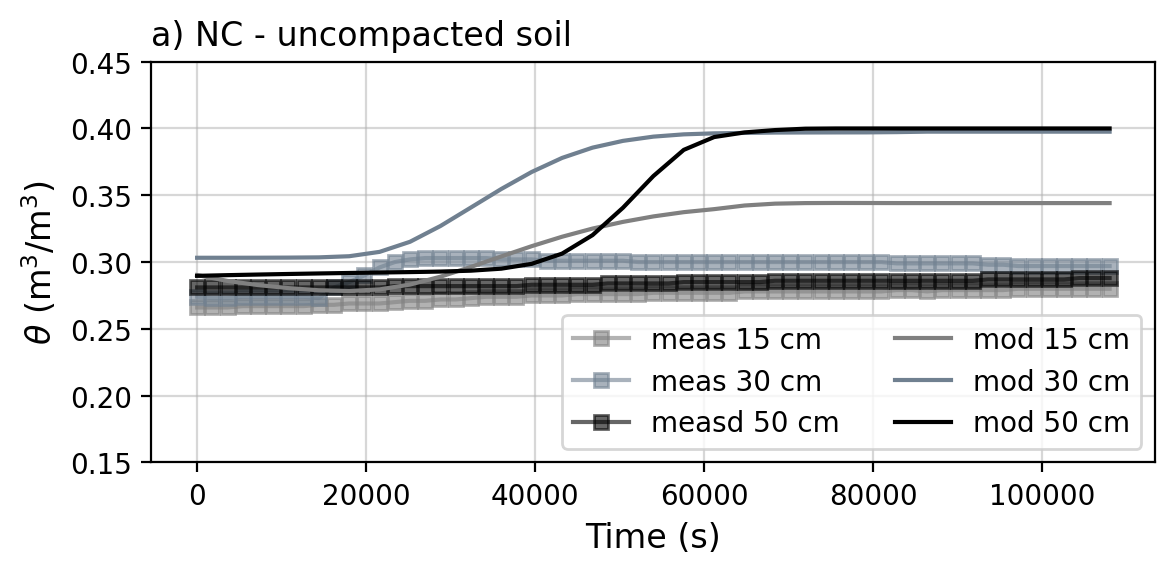 a) NC - uncompacted soil
0.45
0.40
0.35
0.30
0.25
0.20
0.15
θ (m³/m³)
meas 15 cm
meas 30 cm
measd 50 cm
mod 15 cm
mod 30 cm
mod 50 cm
0 20000 40000 60000 80000 100000
Time (s)